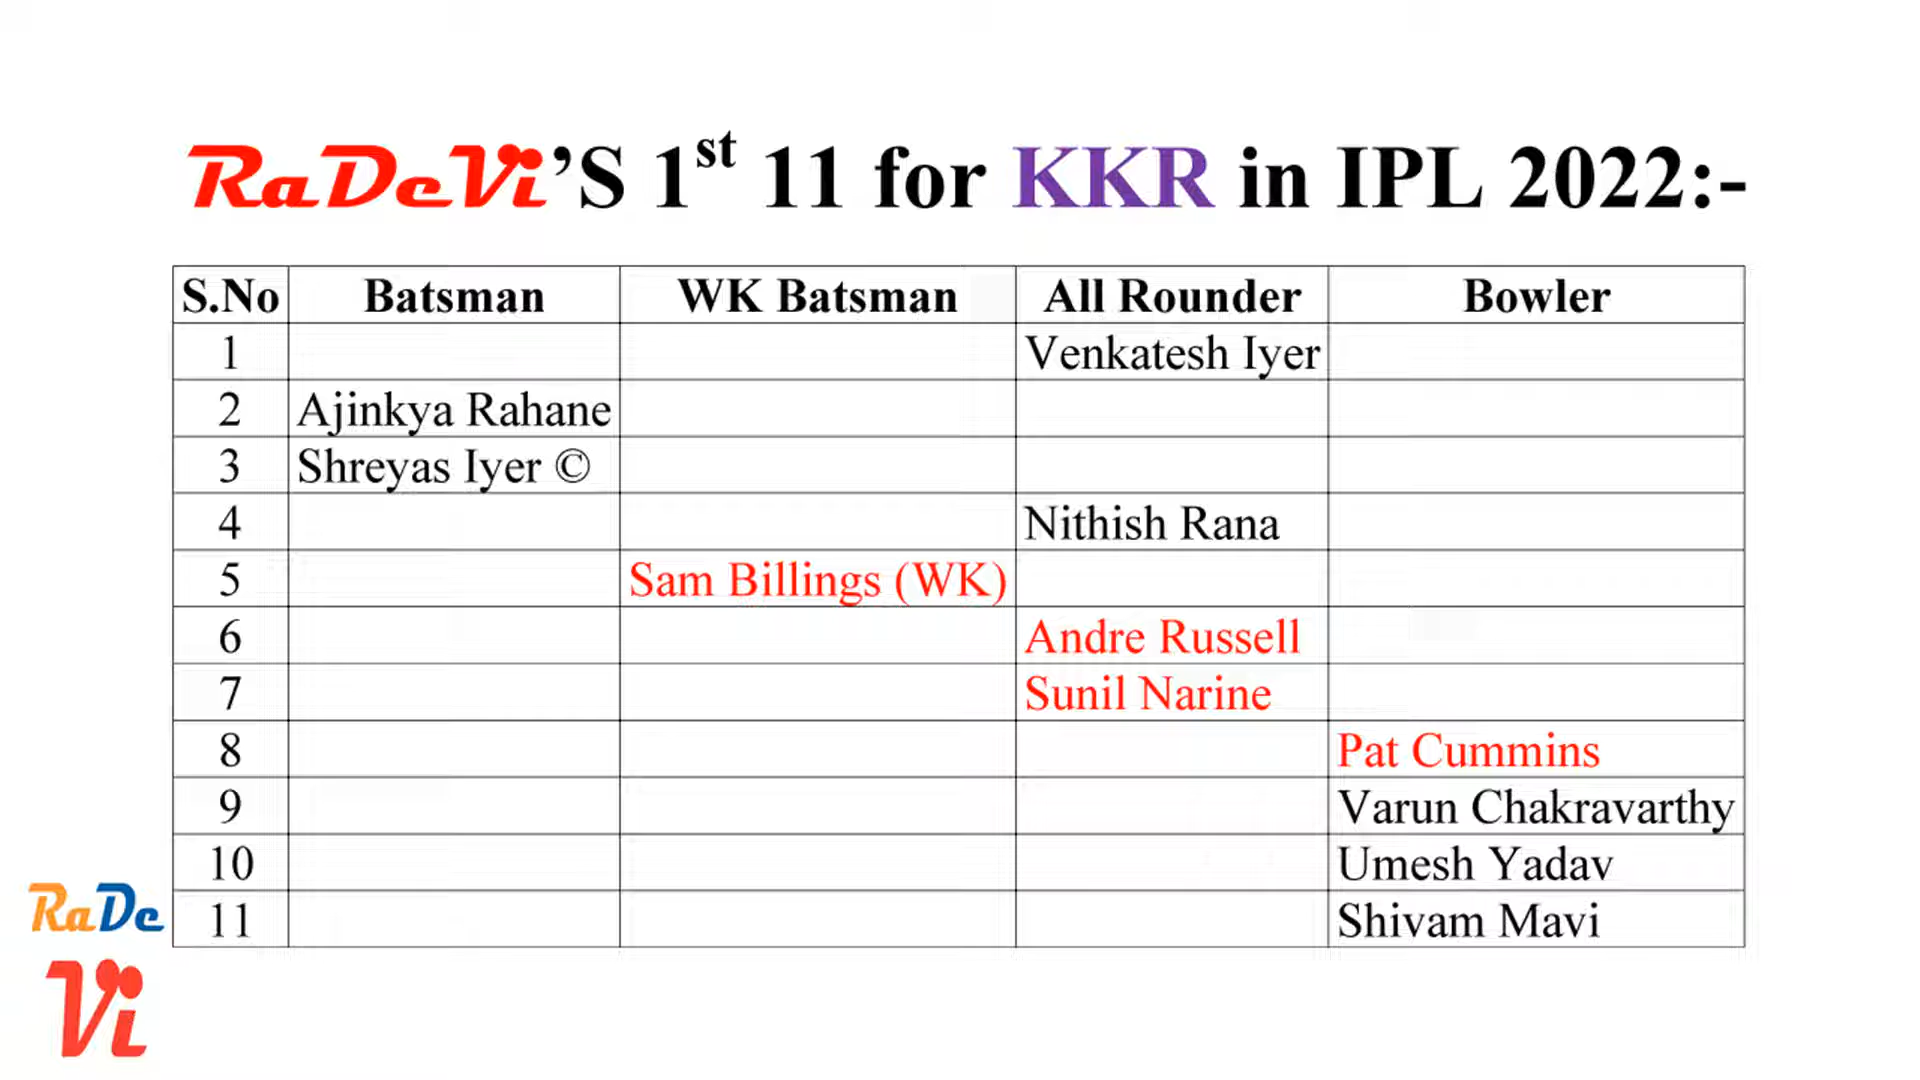 RaDeVi'S 1st 11 for KKR in IPL 2022:-
S.No Batsman WK Batsman All Rounder Bowler
1 Venkatesh Iyer
2 Ajinkya Rahane
3 Shreyas Iyer ©
4 Nithish Rana
5 Sam Billings (WK)
6 Andre Russell
7 Sunil Narine
8 Pat Cummins
9 Varun Chakravarthy
10 Umesh Yadav
11 Shivam Mavi
RaDe
Vi